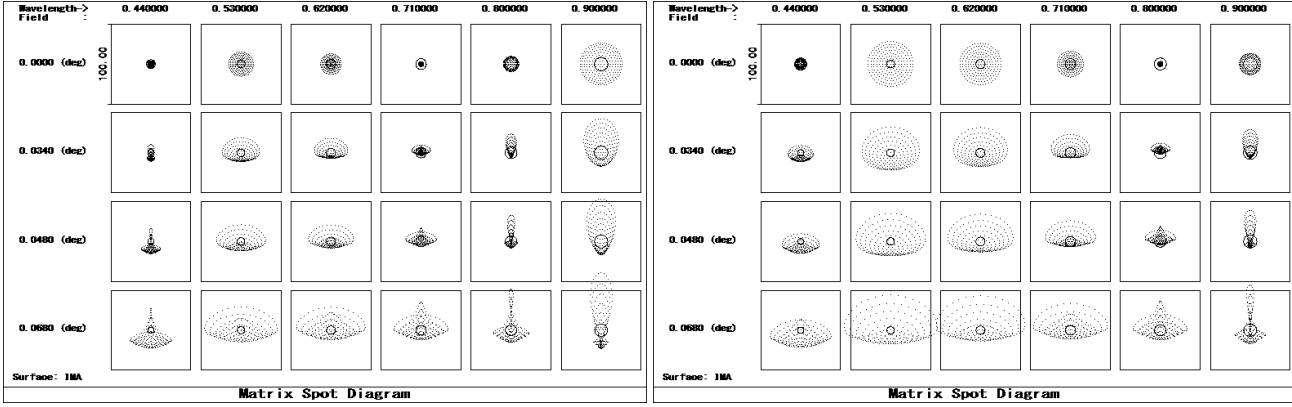 Wavelength-> 0.440000 0.530000 0.620000 0.710000 0.800000 0.900000
Field :
0.0000 (deg)
100.00
0.0340 (deg)
0.0480 (deg)
0.0680 (deg)
Surface: IMA
Matrix Spot Diagram
Wavelength-> 0.440000 0.530000 0.620000 0.710000 0.800000 0.900000
Field :
0.0000 (deg)
100.00
0.0340 (deg)
0.0480 (deg)
0.0680 (deg)
Surface: IMA
Matrix Spot Diagram